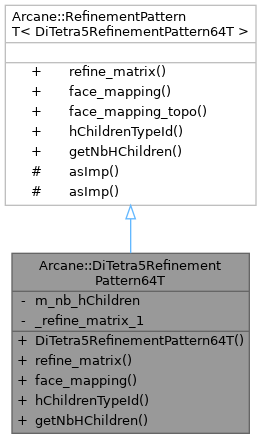 Arcane::RefinementPattern
T< DiTetra5RefinementPattern64T >
+ refine_matrix()
+ face_mapping()
+ face_mapping_topo()
+ hChildrenTypeId()
+ getNbHChildren()
# asImp()
# asImp()
Arcane::DiTetra5Refinement
Pattern64T
- m_nb_hChildren
- _refine_matrix_1
+ DiTetra5RefinementPattern64T()
+ refine_matrix()
+ face_mapping()
+ hChildrenTypeId()
+ getNbHChildren()